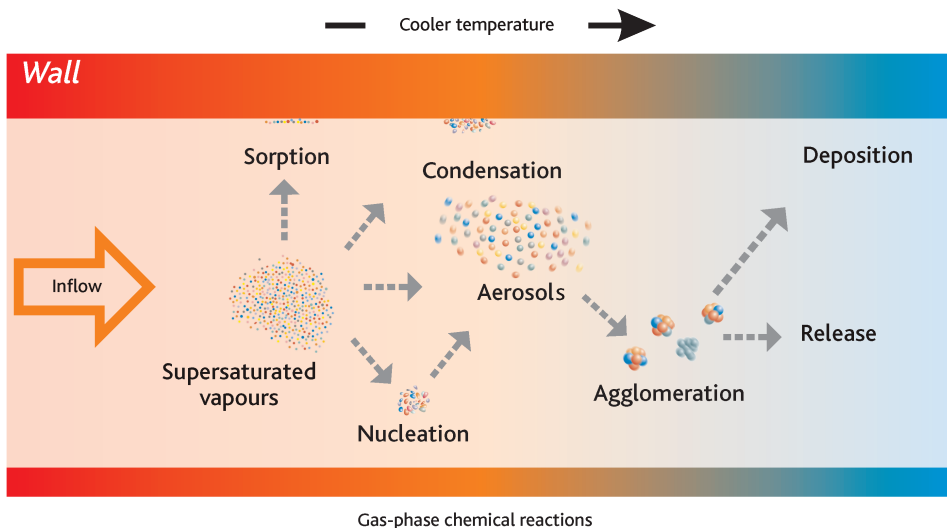 Cooler temperature
Wall
Sorption
Condensation
Deposition
Inflow
Aerosols
Supersaturated
vapours
Release
Agglomeration
Nucleation
Gas-phase chemical reactions